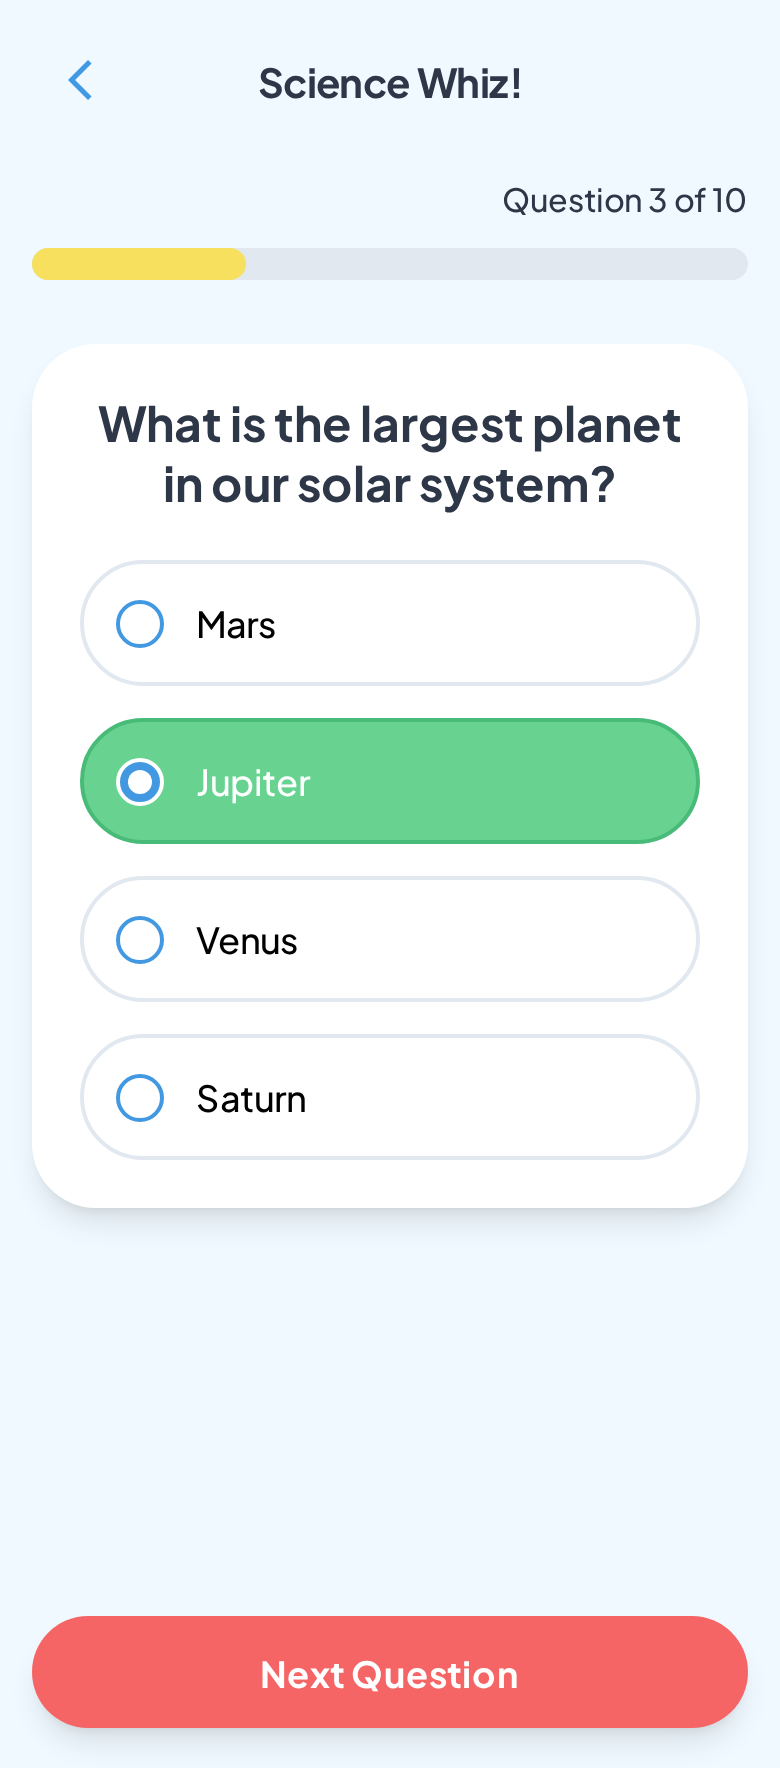 Science Whiz!
Question 3 of 10
What is the largest planet
in our solar system?
Mars
Jupiter
Venus
Saturn
Next Question